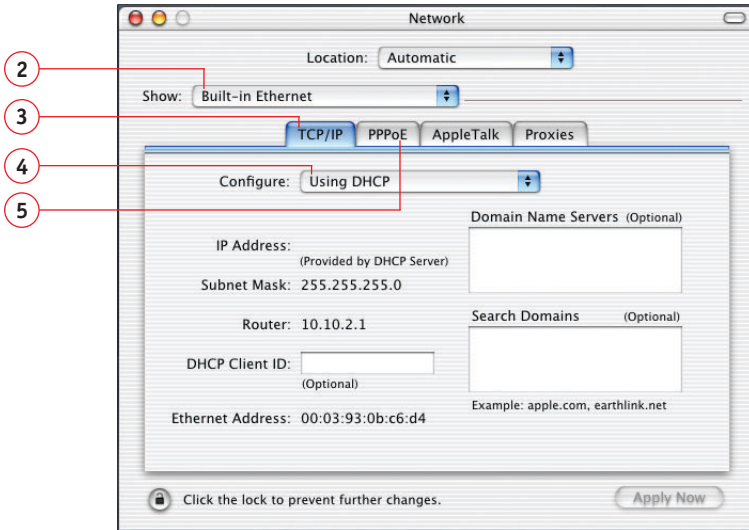 Network
Location: Automatic
2
Show: Built-in Ethernet
3
TCP/IP PPPoE AppleTalk Proxies
4
Configure: Using DHCP
5
Domain Name Servers (Optional)
IP Address:
(Provided by DHCP Server)
Subnet Mask: 255.255.255.0
Search Domains (Optional)
Router: 10.10.2.1
DHCP Client ID:
(Optional)
Example: apple.com, earthlink.net
Ethernet Address: 00:03:93:0b:c6:d4
Click the lock to prevent further changes.
Apply Now